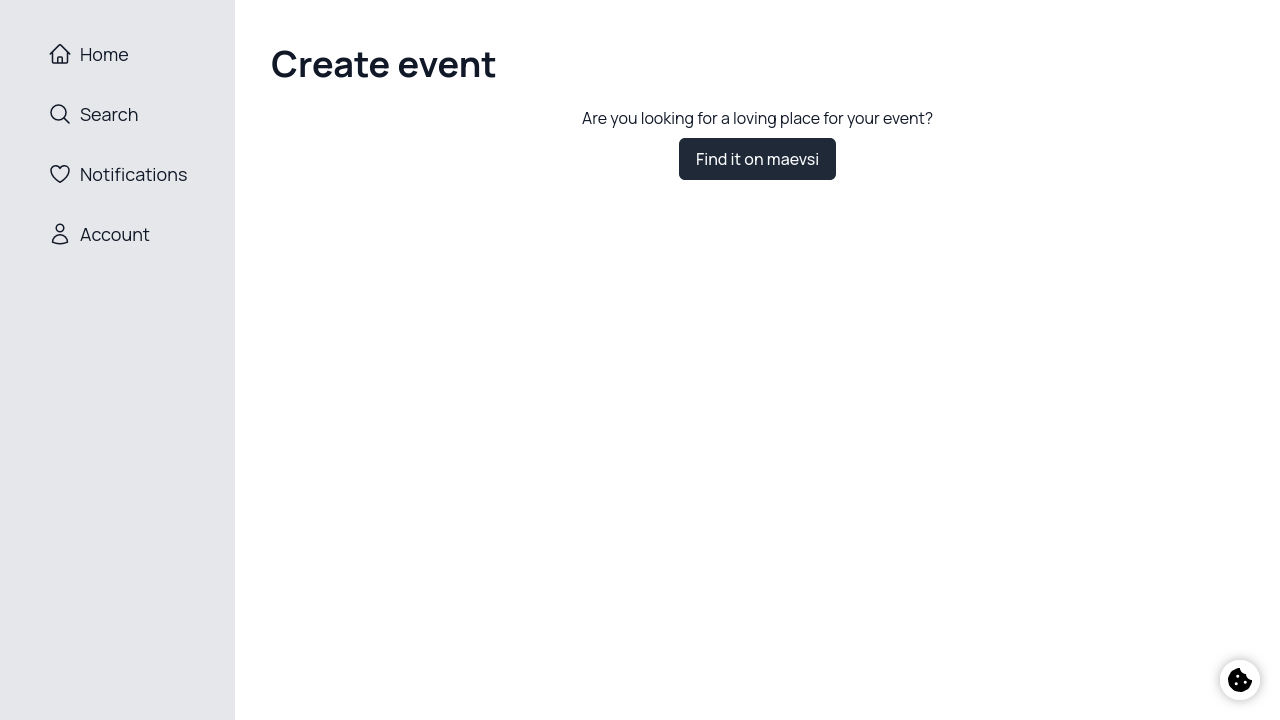 Home
Search
Notifications
Account
Create event
Are you looking for a loving place for your event?
Find it on maevsi